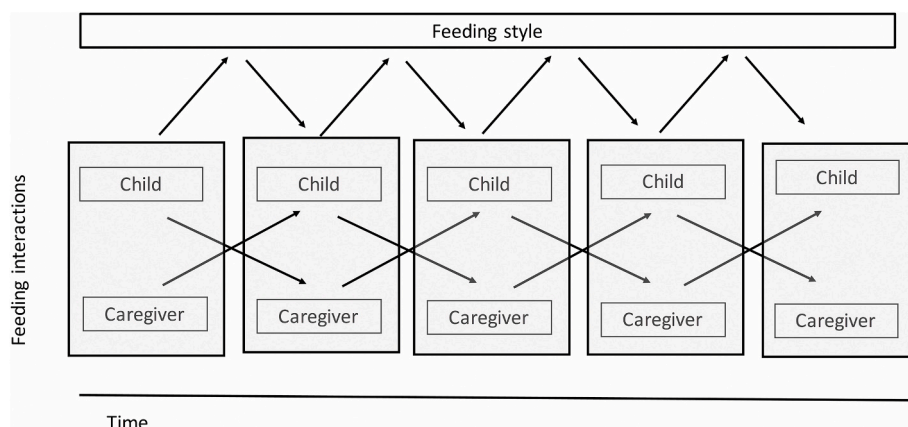 Feeding style
Feeding interactions
Child
Child
Child
Child
Child
Caregiver
Caregiver
Caregiver
Caregiver
Caregiver
Time